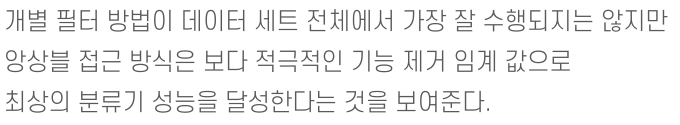 개별 필터 방법이 데이터 세트 전체에서 가장 잘 수행되지는 않지만
앙상블 접근 방식은 보다 적극적인 기능 제거 임계 값으로
최상의 분류기 성능을 달성한다는 것을 보여준다.